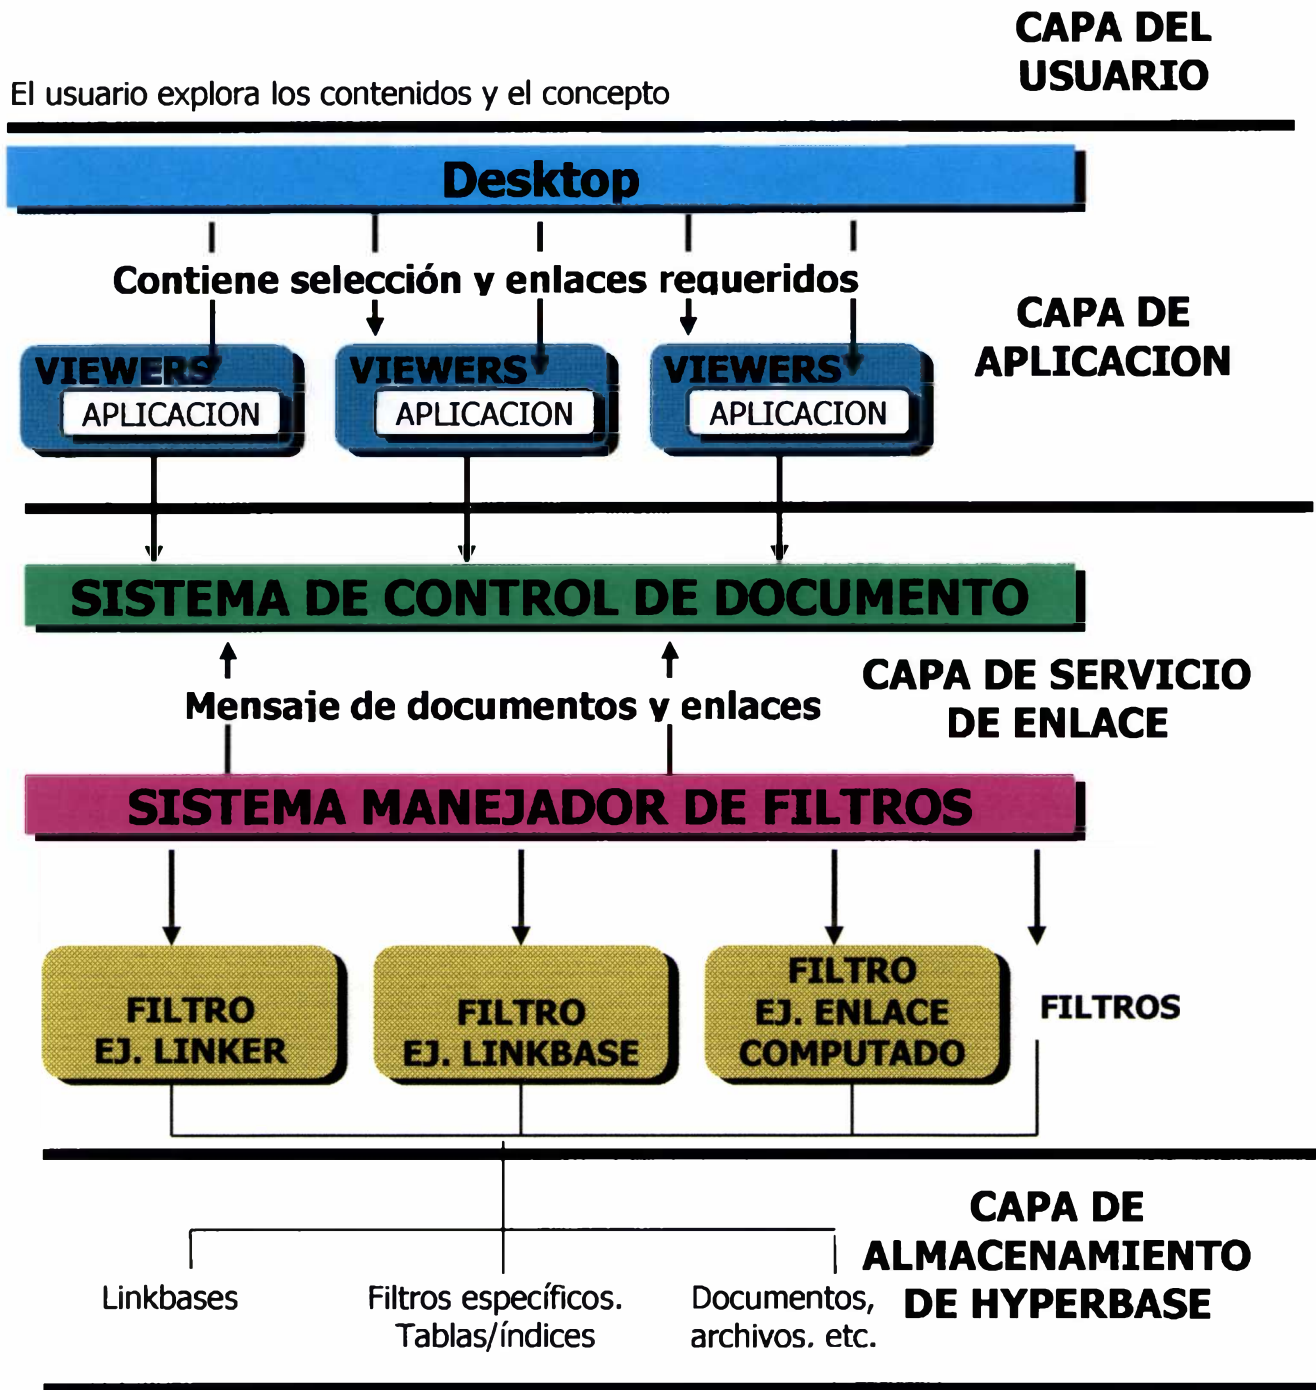 CAPA DEL
USUARIO
El usuario explora los contenidos y el concepto
Desktop
Contiene selección y enlaces requeridos
CAPA DE
APLICACION
VIEWERS
APLICACION
VIEWERS
APLICACION
VIEWERS
APLICACION
SISTEMA DE CONTROL DE DOCUMENTO
CAPA DE SERVICIO
DE ENLACE
Mensaje de documentos y enlaces
SISTEMA MANEJADOR DE FILTROS
FILTRO
EJ. LINKER
FILTRO
EJ. LINKBASE
FILTRO
EJ. ENLACE
COMPUTADO
FILTROS
CAPA DE
ALMACENAMIENTO
DE HYPERBASE
Linkbases
Filtros específicos.
Tablas/índices
Documentos,
archivos. etc.